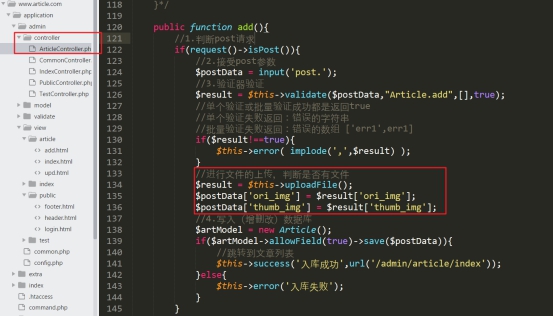 www.article.com
application
admin
controller
ArticleController.ph
CommonController.
IndexController.ph
PublicController.ph
TestController.php
model
validate
view
article
add.html
index.html
upd.html
index
public
footer.html
header.html
login.html
test
common.php
config.php
extra
index
.htaccess
command.php
118 }*/
119
120 public function add(){
121 //1.判断post请求
122 if(request()->isPost()){
123 //2.接受post参数
124 $postData = input('post.');
125 //3.验证器验证
126 $result = $this->validate($postData,"Article.add",[],true);
127 //单个验证或批量验证成功都是返回true
128 //单个验证失败返回：错误的字符串
129 //批量验证失败返回：错误的数组 ['err1',err1]
130 if($result!==true){
131 $this->error( implode(',',$result) );
132 }
133 //进行文件的上传，判断是否有文件
134 $result = $this->uploadFile();
135 $postData['ori_img'] = $result['ori_img'];
136 $postData['thumb_img'] = $result['thumb_img'];
137 //4.写入（增删改）数据库
138 $artModel = new Article();
139 if($artModel->allowField(true)->save($postData)){
140 //跳转到文章列表
141 $this->success('入库成功',url('/admin/article/index'));
142 }else{
143 $this->error('入库失败');
144 }
145 }